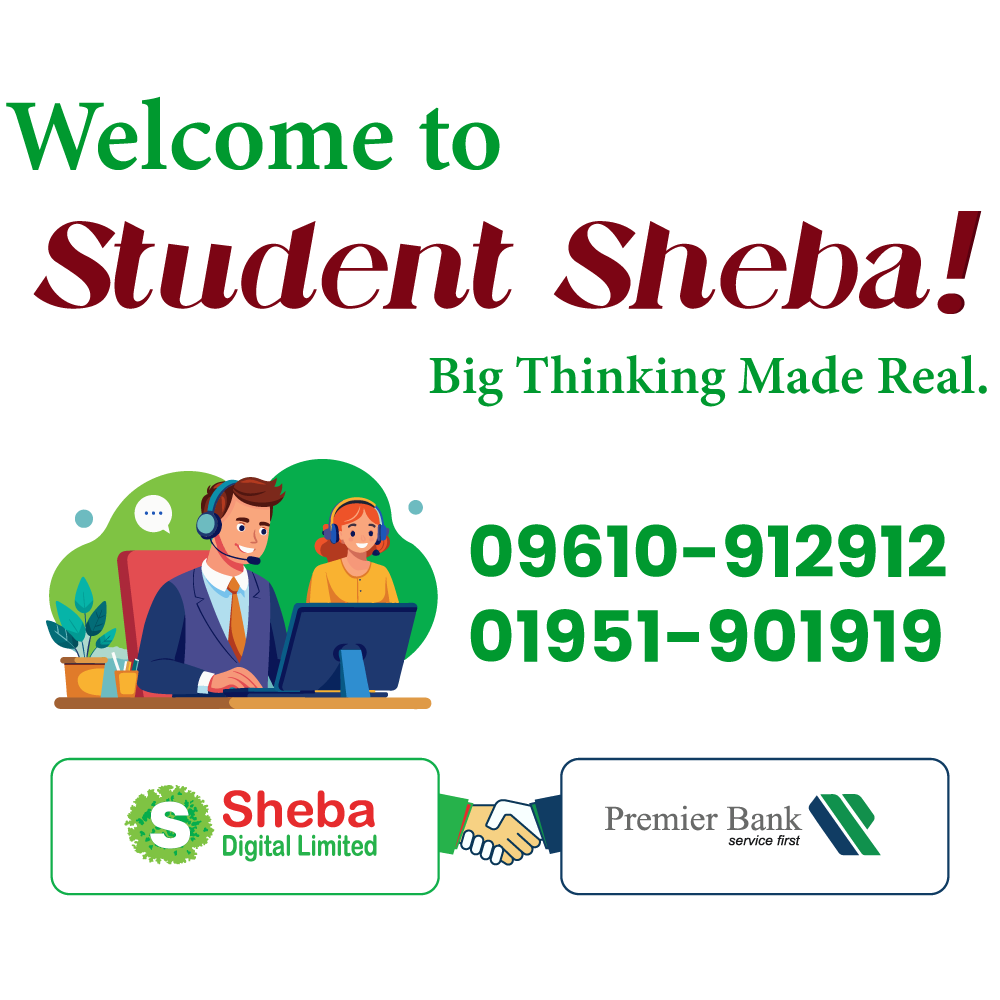 Welcome to
Student Sheba!
Big Thinking Made Real.
09610-912912
01951-901919
S
Sheba
Digital Limited
Premier Bank
service first